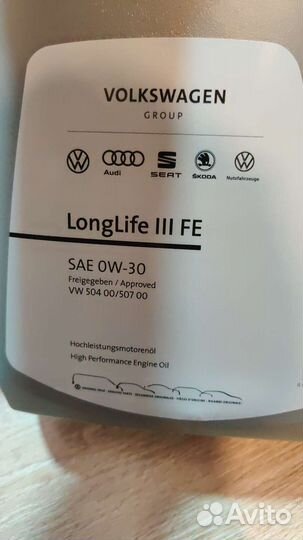 VOLKSWAGEN
GROUP
Audi
SEAT
ŠKODA
Nutzfahrzeuge
LongLife III FE
SAE 0W-30
Freigegeben / Approved
VW 504 00/507 00
Hochleistungsmotorenöl
High Performance Engine Oil
Avito